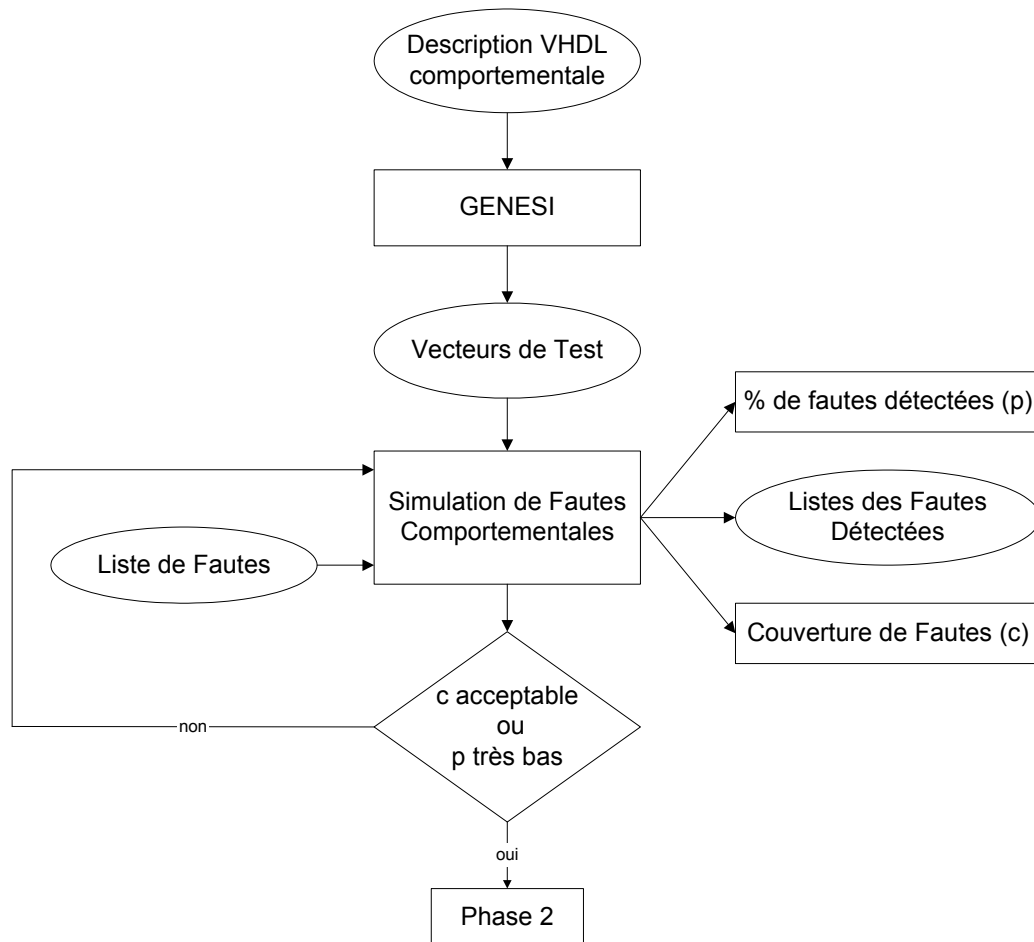 Description VHDL
comportementale
GENESI
Vecteurs de Test
% de fautes détectées (p)
Simulation de Fautes
Comportementales
Listes des Fautes
Détectées
Liste de Fautes
Couverture de Fautes (c)
c acceptable
ou
p très bas
non
oui
Phase 2